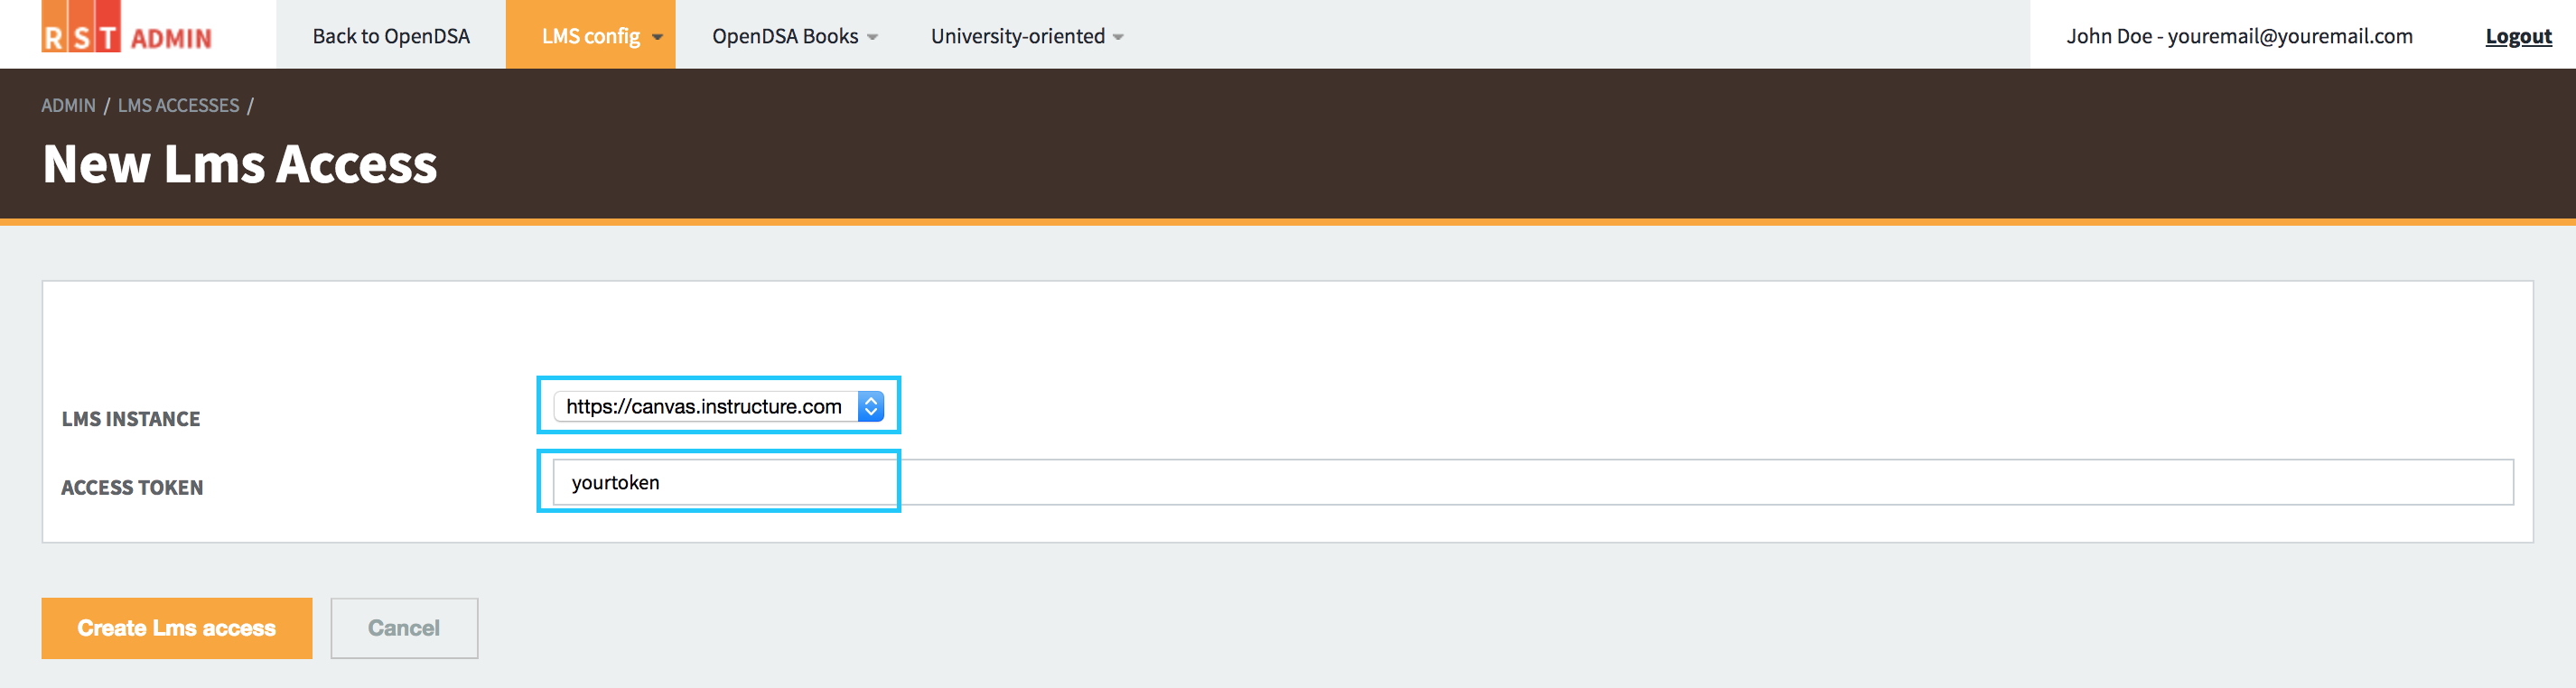 RST ADMIN Back to OpenDSA LMS config OpenDSA Books University-oriented John Doe - youremail@youremail.com Logout
ADMIN / LMS ACCESSES /
New Lms Access
LMS INSTANCE https://canvas.instructure.com
ACCESS TOKEN yourtoken
Create Lms access Cancel